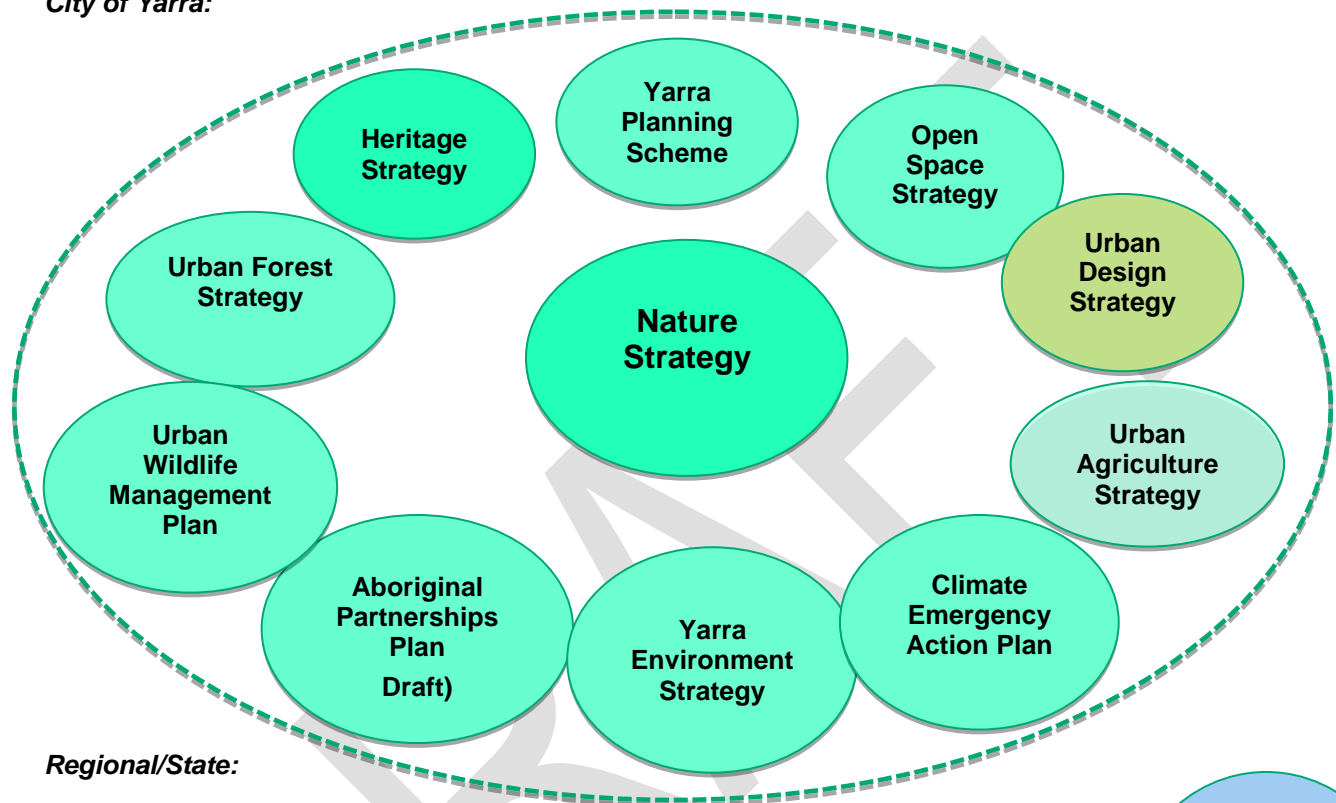 City of Yarra:
Yarra
Planning
Scheme
Heritage
Strategy
Open
Space
Strategy
Urban Forest
Strategy
Urban
Design
Strategy
Nature
Strategy
Urban
Wildlife
Management
Plan
Urban
Agriculture
Strategy
Aboriginal
Partnerships
Plan
Draft)
Yarra
Environment
Strategy
Climate
Emergency
Action Plan
Regional/State: